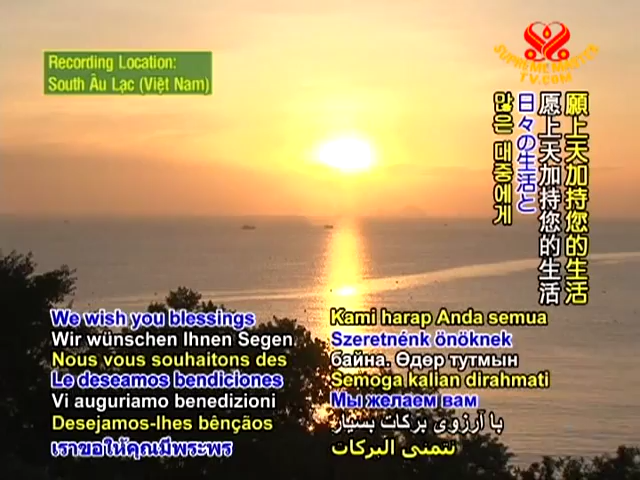 Recording Location:
South Âu Lạc (Việt Nam)
SUPREME MASTER
TV.COM
願上天加持您的生活
愿上天加持您的生活
日々の生活と
많은 대중에게
We wish you blessings
Wir wünschen Ihnen Segen
Nous vous souhaitons des
Le deseamos bendiciones
Vi auguriamo benedizioni
Desejamos-lhes bênçãos
เราขอให้คุณมีพระพร
Kami harap Anda semua
Szeretnénk önöknek
байна. Өдөр тутмын
Semoga kalian dirahmati
Мы желаем вам
با آرزوی برکات بسیار
نتمنى البركات